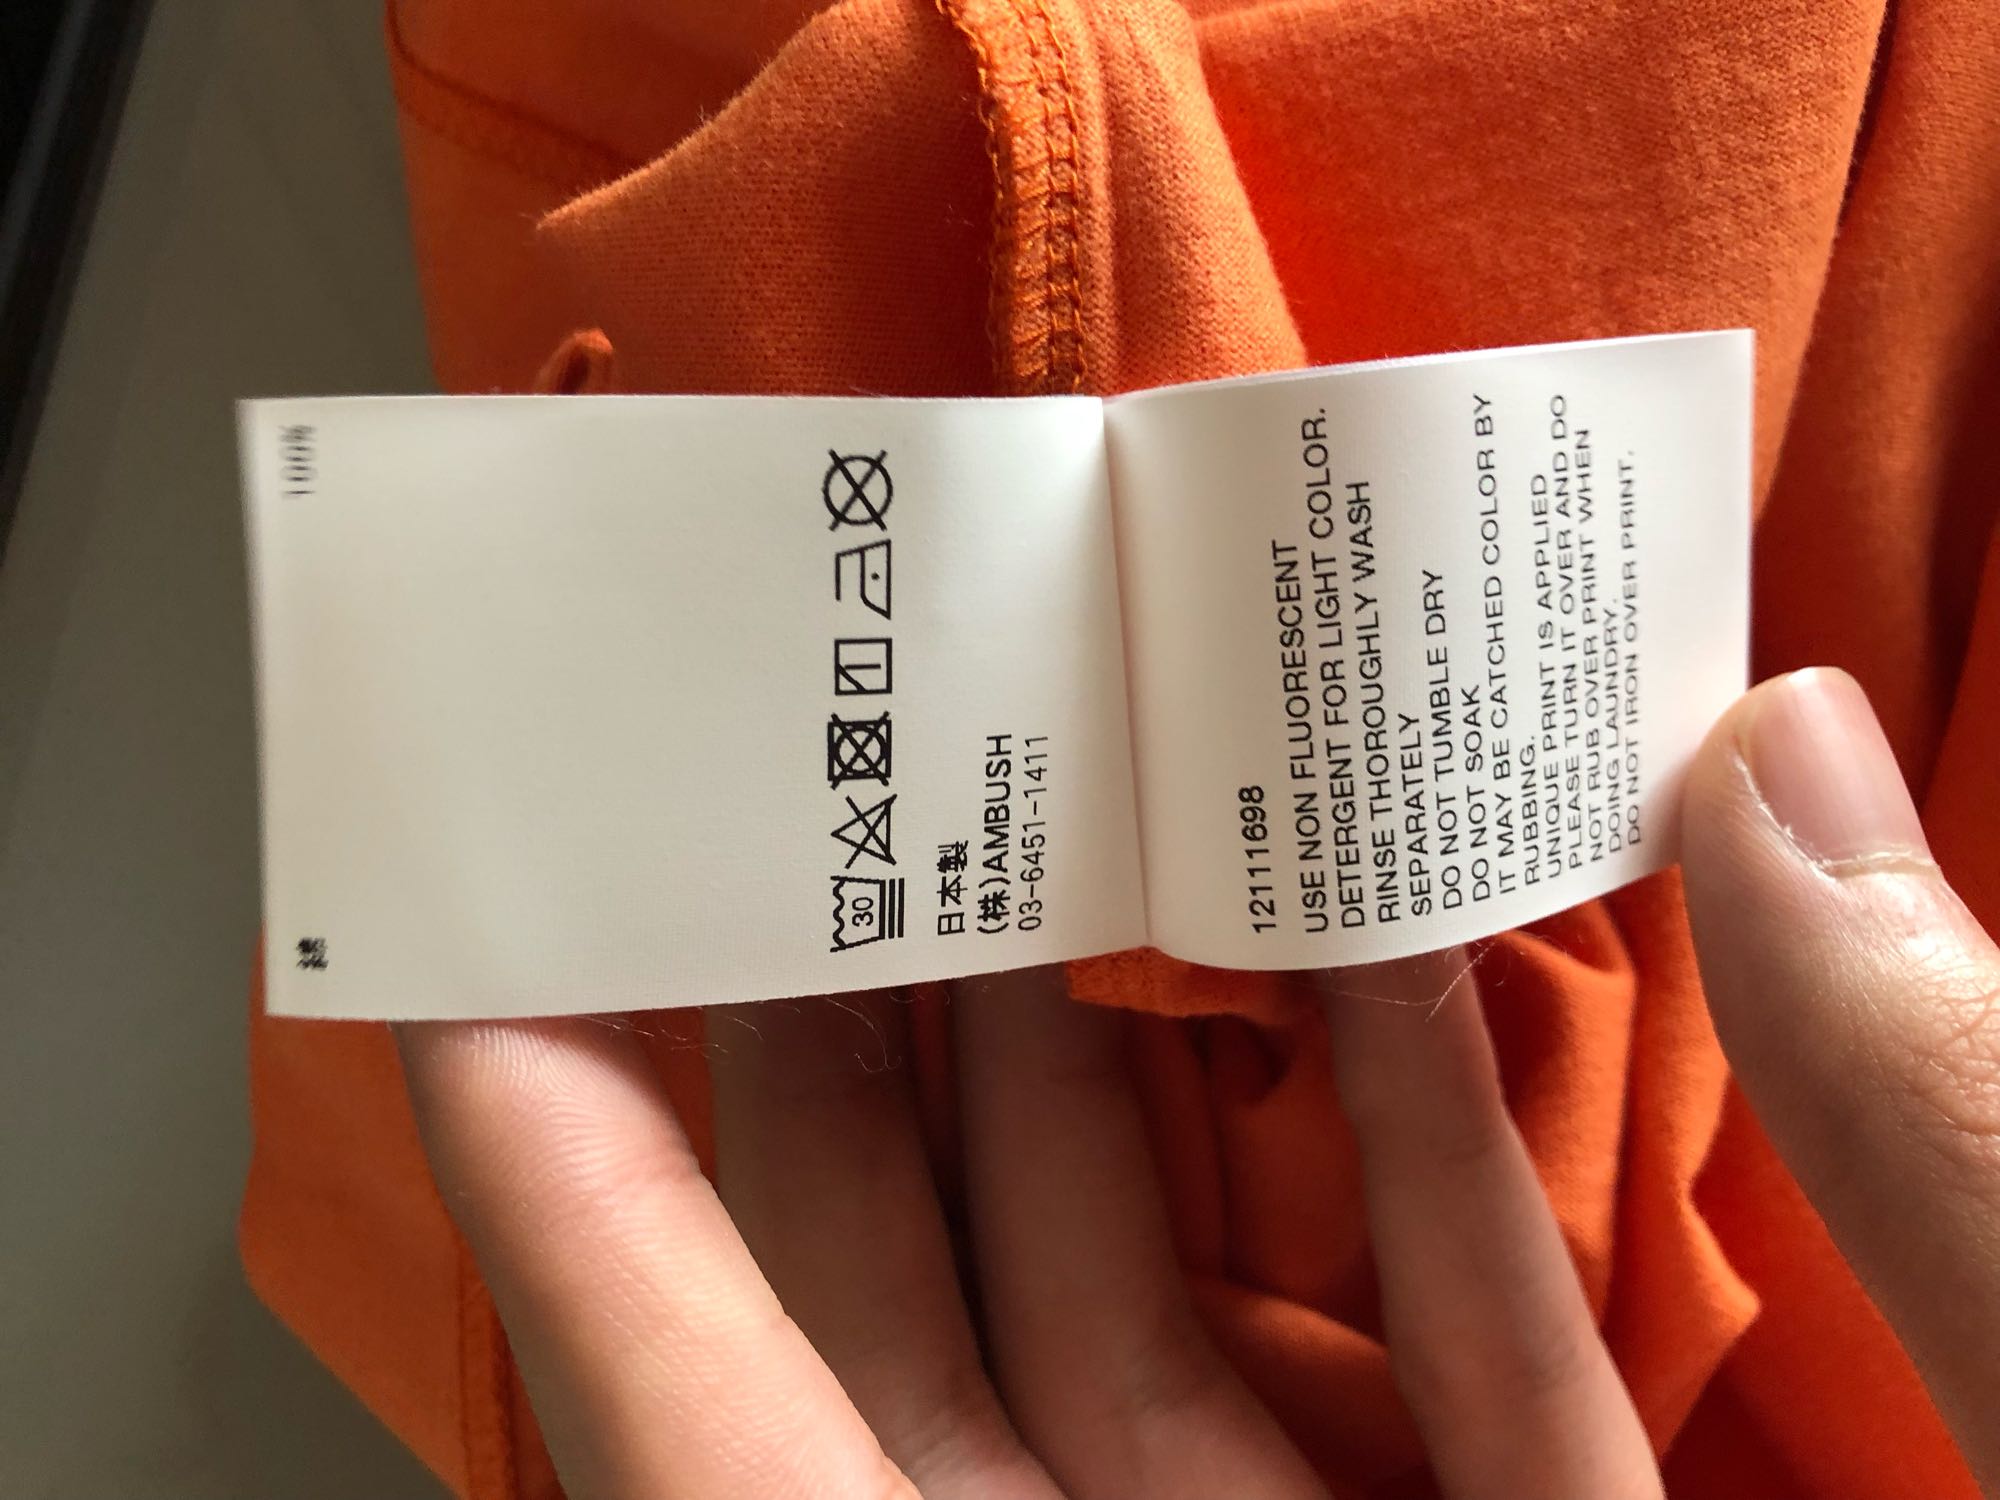 綿 100%
30
日本製
(株)AMBUSH
03-6451-1411
12111698
USE NON FLUORESCENT
DETERGENT FOR LIGHT COLOR.
RINSE THOROUGHLY WASH
SEPARATELY
DO NOT TUMBLE DRY
DO NOT SOAK
IT MAY BE CATCHED COLOR BY
RUBBING.
UNIQUE PRINT IS APPLIED
PLEASE TURN IT OVER AND DO
NOT RUB OVER PRINT WHEN
DOING LAUNDRY.
DO NOT IRON OVER PRINT.